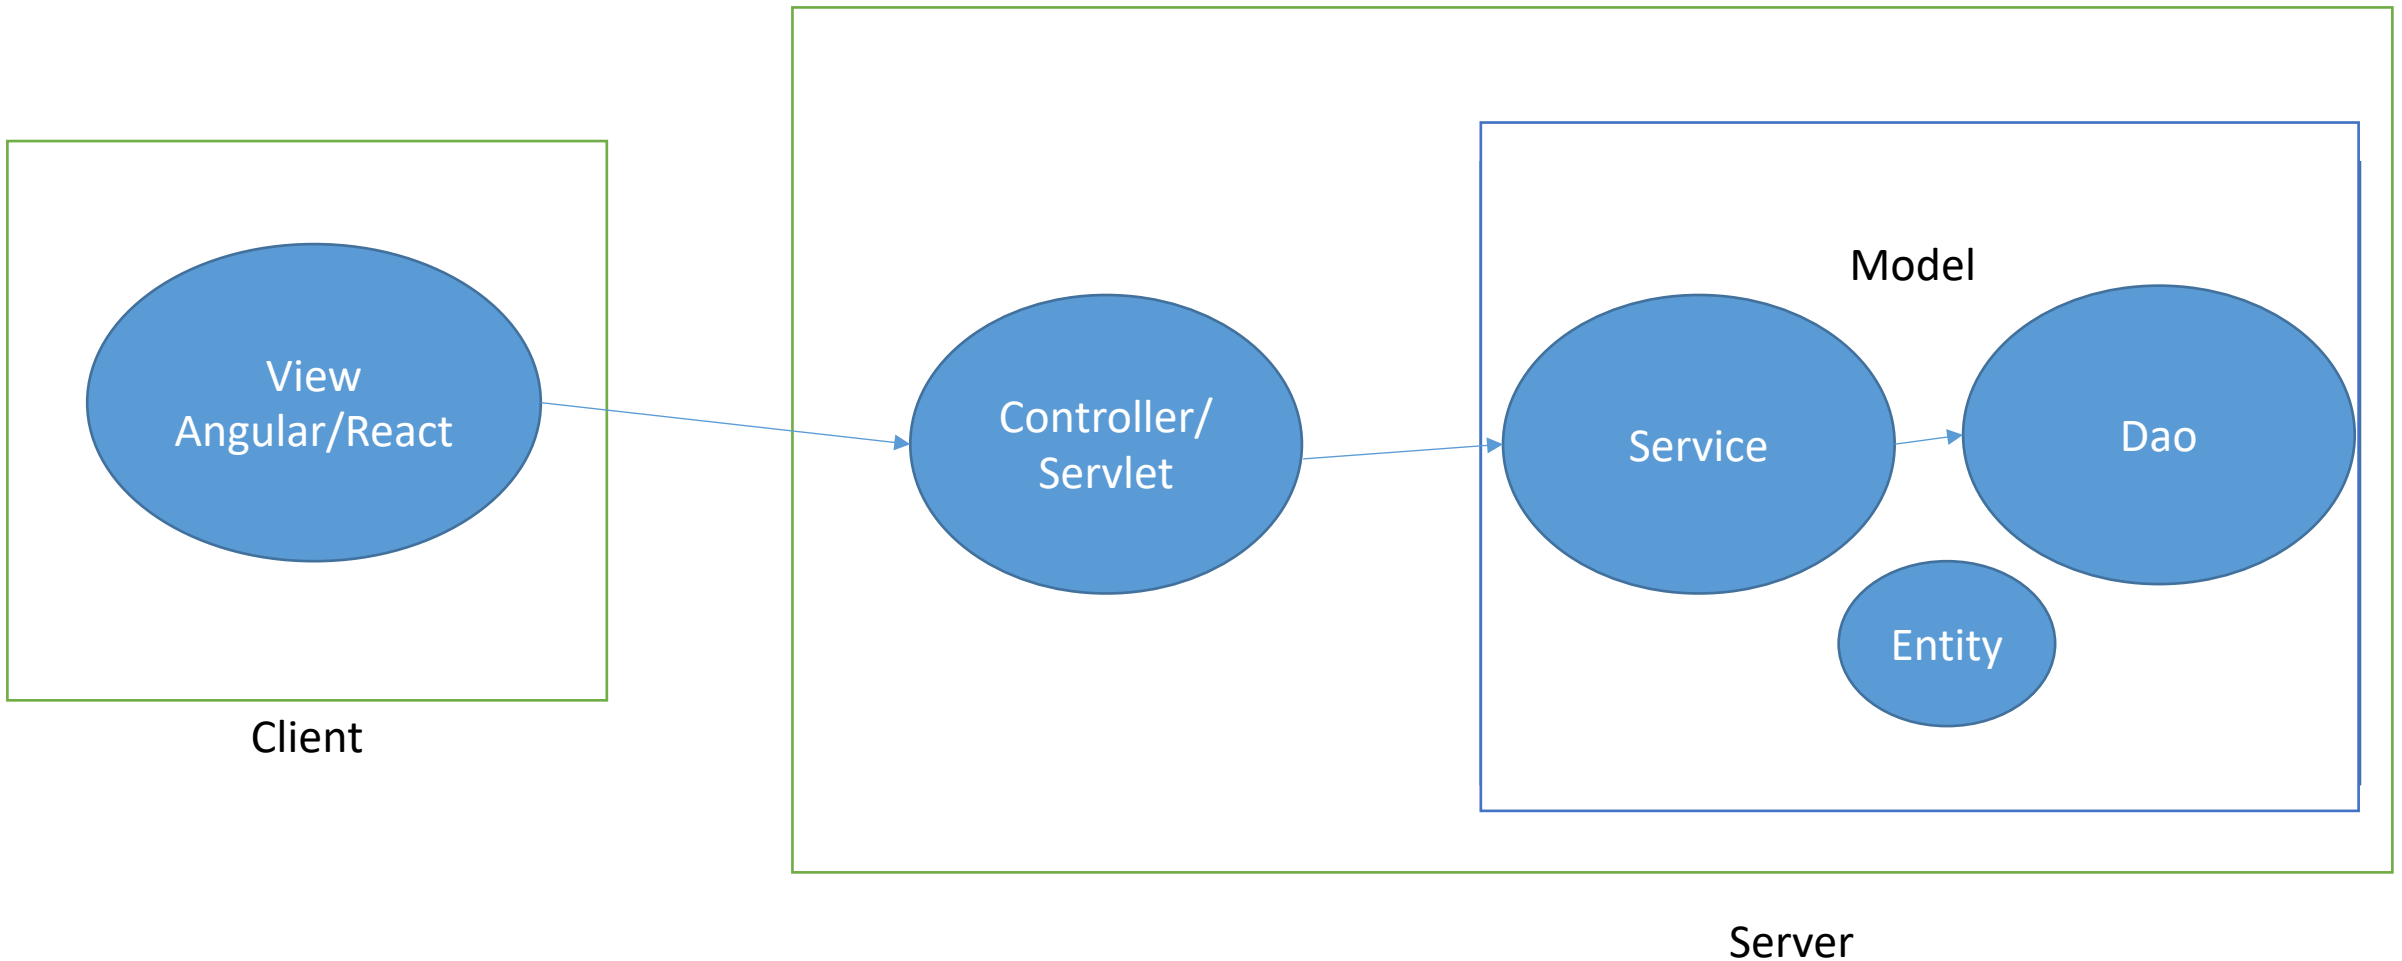 View
Angular/React
Client
Controller/
Servlet
Model
Service
Dao
Entity
Server